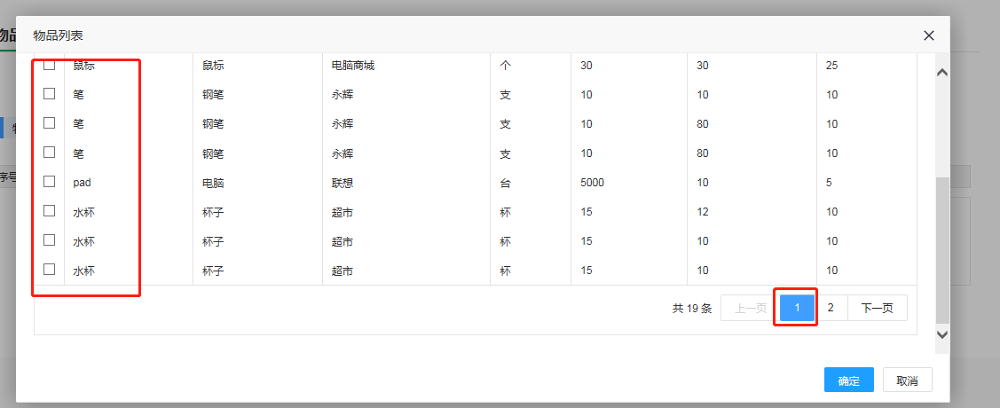 物品
物品列表
鼠标 鼠标 电脑商城 个 30 30 25
笔 钢笔 永辉 支 10 10 10
笔 钢笔 永辉 支 10 80 10
笔 钢笔 永辉 支 10 80 10
pad 电脑 联想 台 5000 10 5
序号
水杯 杯子 超市 杯 15 12 10
水杯 杯子 超市 杯 15 10 10
水杯 杯子 超市 杯 15 10 10
共 19 条 上一页 1 2 下一页
确定 取消